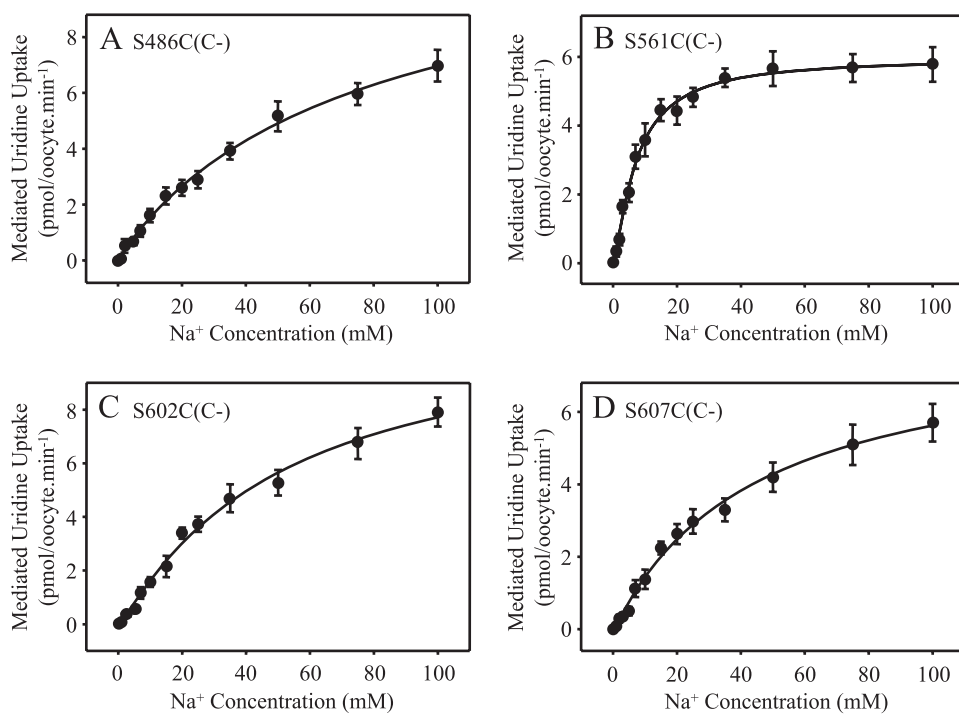 A S486C(C-)
Mediated Uridine Uptake
(pmol/oocyte.min⁻¹)
8
6
4
2
0
0 20 40 60 80 100
Na⁺ Concentration (mM)
B S561C(C-)
Mediated Uridine Uptake
(pmol/oocyte.min⁻¹)
6
4
2
0
0 20 40 60 80 100
Na⁺ Concentration (mM)
C S602C(C-)
Mediated Uridine Uptake
(pmol/oocyte.min⁻¹)
8
6
4
2
0
0 20 40 60 80 100
Na⁺ Concentration (mM)
D S607C(C-)
Mediated Uridine Uptake
(pmol/oocyte.min⁻¹)
6
4
2
0
0 20 40 60 80 100
Na⁺ Concentration (mM)